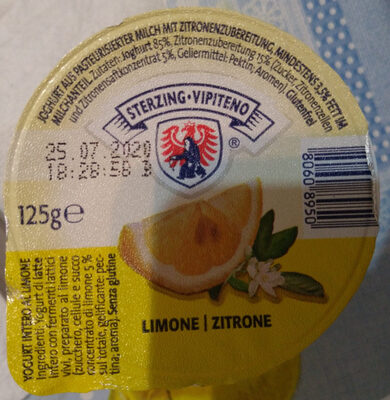 JOGHURT AUS PASTEURISIERTER MILCH MIT ZITRONENZUBEREITUNG, MINDESTENS 3,5% FETT IM
MILCHANTEIL. Zutaten: Joghurt 85%, Zitronenzubereitung 15% (Zucker, Zitronenzellen
und Zitronensaftkonzentrat 5%, Geliermittel: Pektin, Aromen). Glutenfrei
STERZING • VIPITENO
®
25.07.2020
18:28:58 B
125g e
8060 8950
LIMONE | ZITRONE
YOGURT INTERO AL LIMONE
Ingredienti: Yogurt di latte
intero con fermenti lattici
vivi, preparato al limone
(zucchero, cellule e succo
concentrato di limone 5 %
sul totale, gelificante: pec-
tina, aroma). Senza glutine